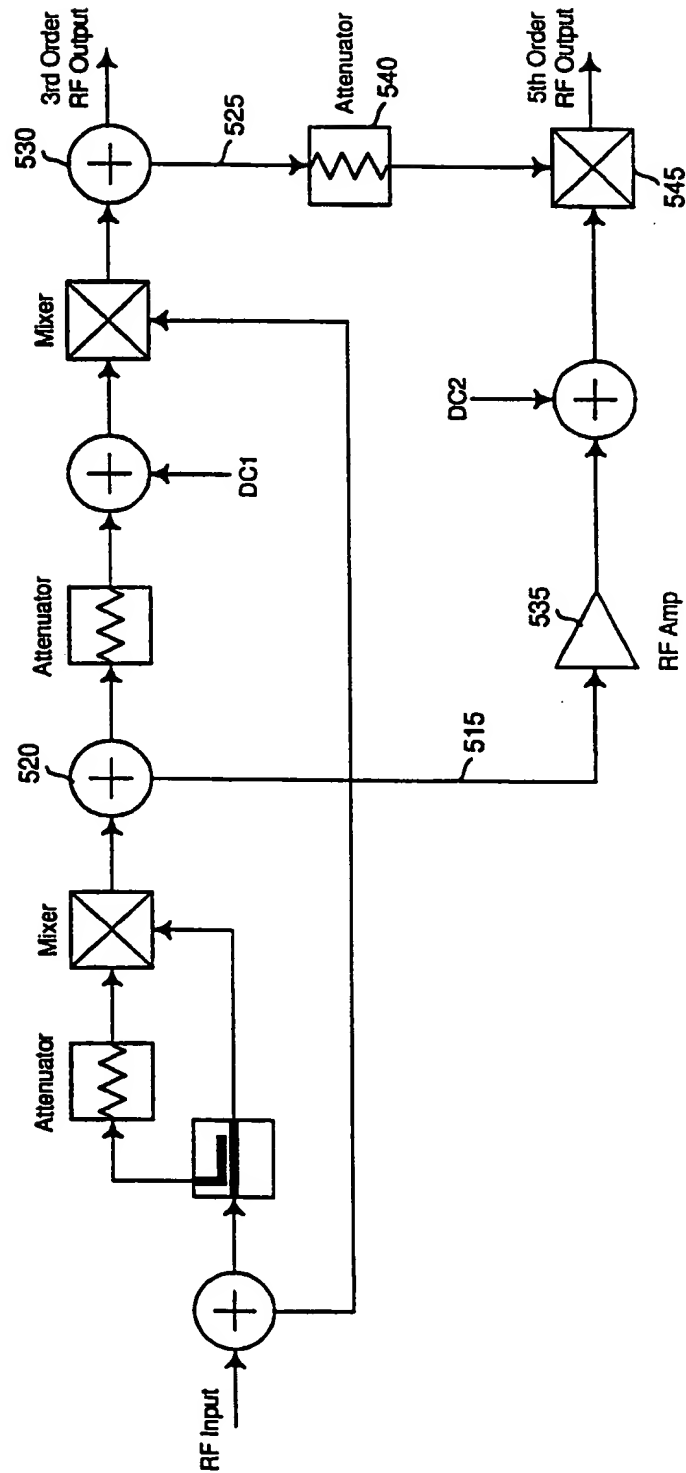 RF Input
Attenuator
Mixer
520
Attenuator
DC1
Mixer
530
3rd Order
RF Output
525
Attenuator
540
515
535
RF Amp
DC2
545
5th Order
RF Output